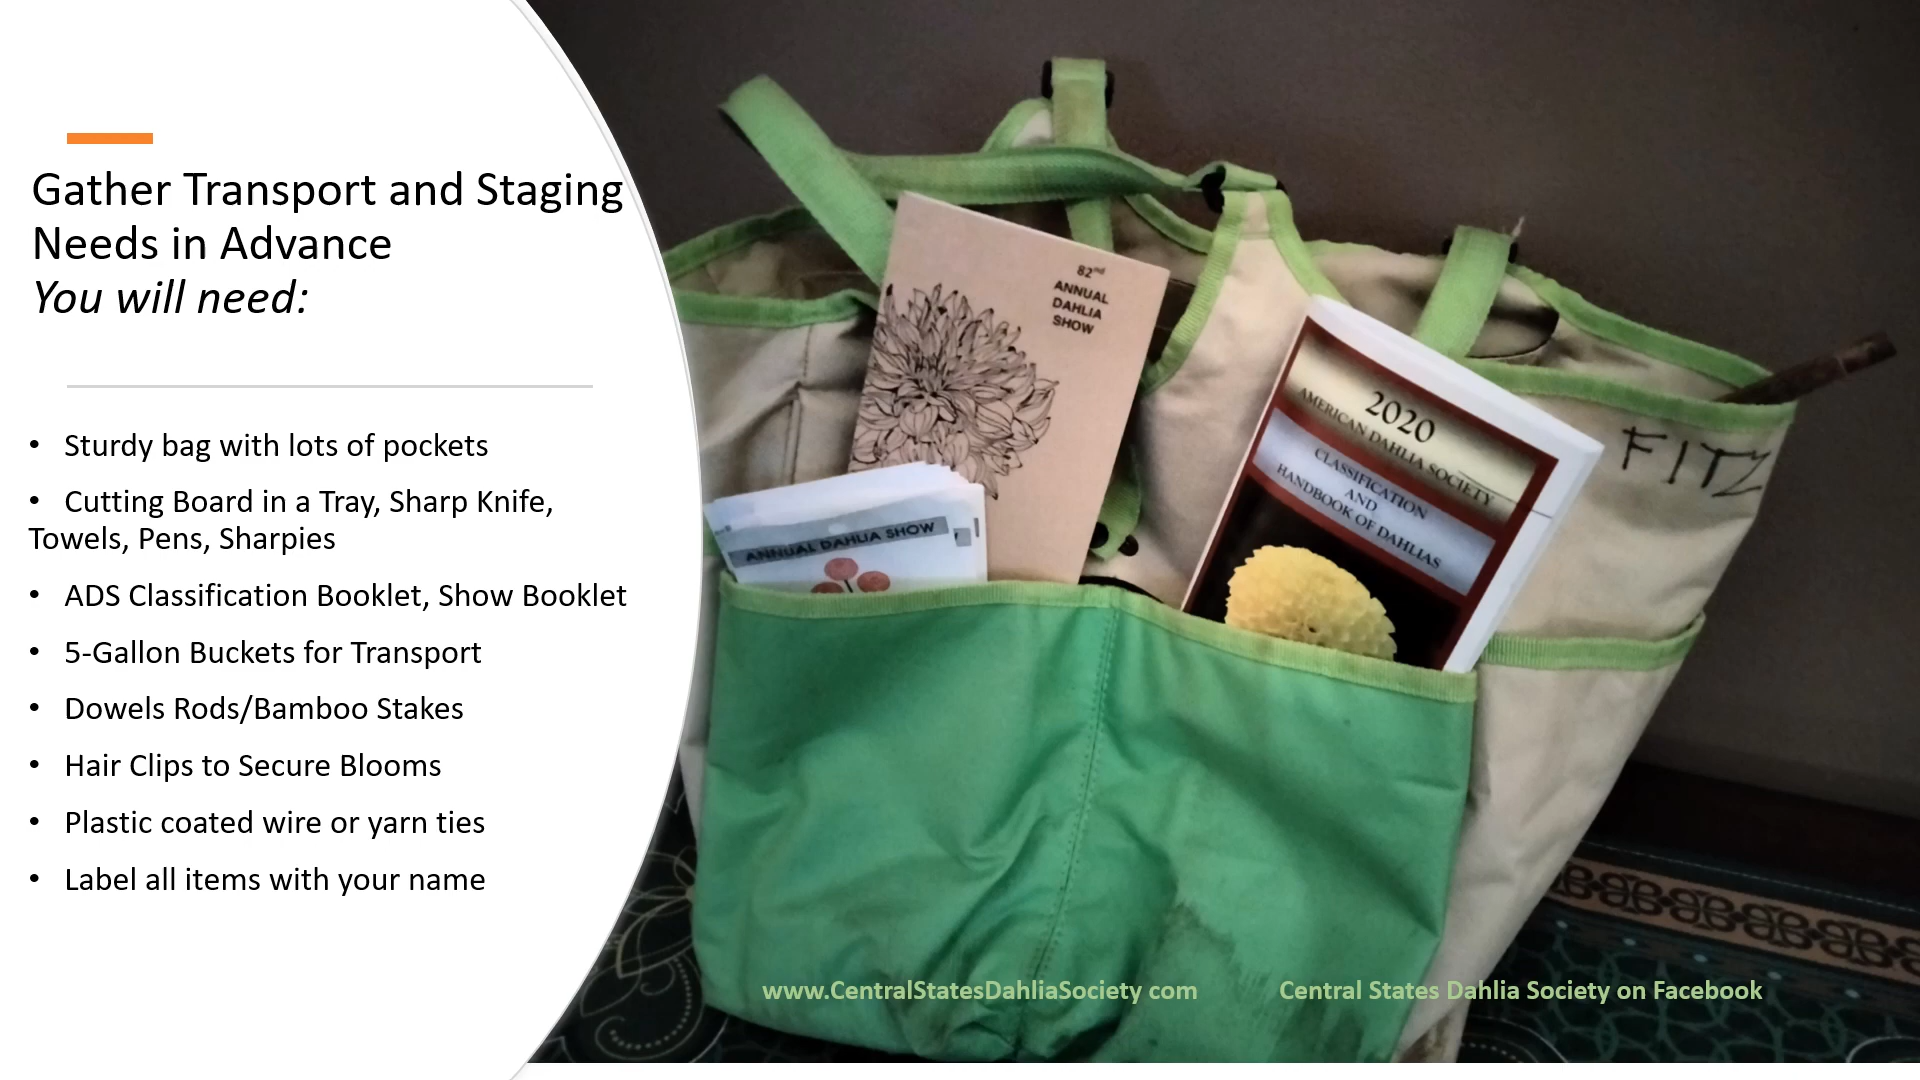 Gather Transport and Staging
Needs in Advance
You will need:
• Sturdy bag with lots of pockets
• Cutting Board in a Tray, Sharp Knife,
Towels, Pens, Sharpies
• ADS Classification Booklet, Show Booklet
• 5-Gallon Buckets for Transport
• Dowels Rods/Bamboo Stakes
• Hair Clips to Secure Blooms
• Plastic coated wire or yarn ties
• Label all items with your name
82nd
ANNUAL
DAHLIA
SHOW
ANNUAL DAHLIA SHOW
2020
AMERICAN DAHLIA SOCIETY
CLASSIFICATION
AND
HANDBOOK OF DAHLIAS
FITZ
www.CentralStatesDahliaSociety com
Central States Dahlia Society on Facebook